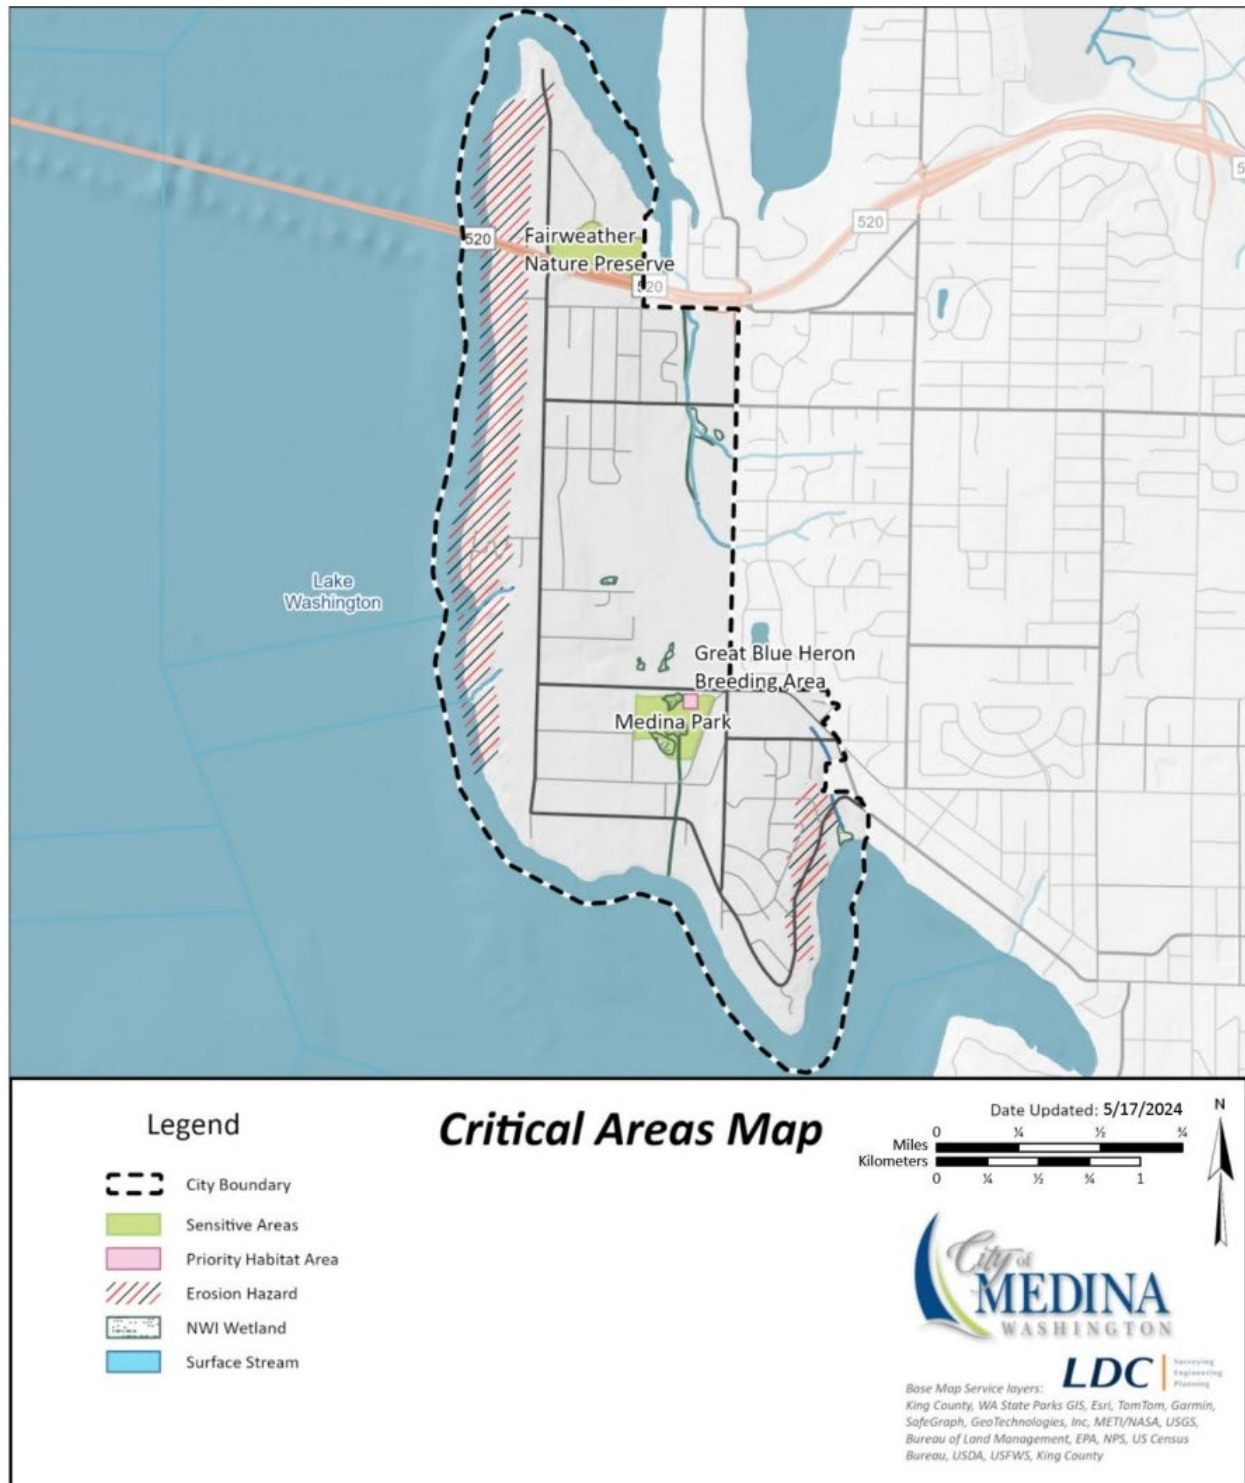 520
Fairweather
Nature Preserve
520
520
5
Lake
Washington
Great Blue Heron
Breeding Area
Medina Park
Legend
City Boundary
Sensitive Areas
Priority Habitat Area
Erosion Hazard
NWI Wetland
Surface Stream
Critical Areas Map
Date Updated: 5/17/2024
N
0 ¼ ½ ¾
Miles
Kilometers
0 ¼ ½ ¾ 1
City of
MEDINA
WASHINGTON
LDC
Surveying
Engineering
Planning
Base Map Service layers:
King County, WA State Parks GIS, Esri, TomTom, Garmin,
SafeGraph, GeoTechnologies, Inc, METI/NASA, USGS,
Bureau of Land Management, EPA, NPS, US Census
Bureau, USDA, USFWS, King County